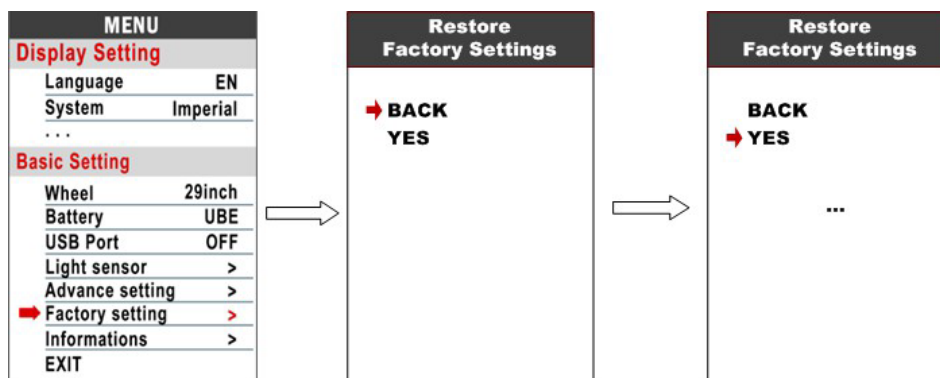 MENU
Display Setting
Language EN
System Imperial
. . .
Basic Setting
Wheel 29inch
Battery UBE
USB Port OFF
Light sensor >
Advance setting >
Factory setting >
Informations >
EXIT
Restore
Factory Settings
BACK
YES
Restore
Factory Settings
BACK
YES
...